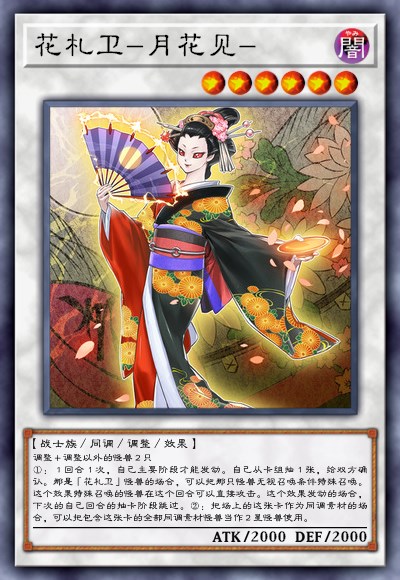 花札卫-月花见-
闇
やみ
【战士族/同调/调整/效果】
调整+调整以外的怪兽2只
①:1回合1次,自己主要阶段才能发动。自己从卡组抽1张,给双方确
认。那是「花札卫」怪兽的场合,可以把那只怪兽无视召唤条件特殊召唤。
这个效果特殊召唤的怪兽在这个回合可以直接攻击。这个效果发动的场合,
下次的自己回合的抽卡阶段跳过。②:把场上的这张卡作为同调素材的场
合,可以把包含这张卡的全部同调素材怪兽当作2星怪兽使用。
ATK/2000 DEF/2000